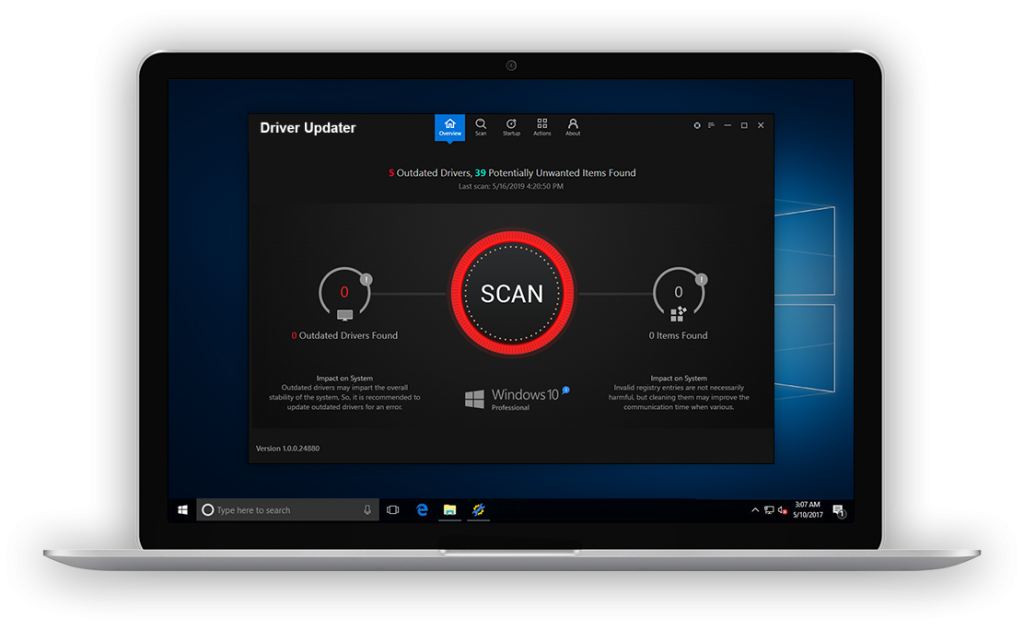 Driver Updater
Overview
Scan
Startup
Actions
About
5 Outdated Drivers, 39 Potentially Unwanted Items Found
Last scan: 5/16/2019 4:20:50 PM
0
SCAN
0
0 Outdated Drivers Found
0 Items Found
Impact on System
Outdated drivers may impart the overall
stability of the system. So, it is recommended to
update outdated drivers for an error.
Windows 10
Professional
Impact on System
Invalid registry entries are not necessarily
harmful, but cleaning them may improve the
communication time when various.
Version 1.0.0.24880
Type here to search
3:07 AM
5/10/2017
1